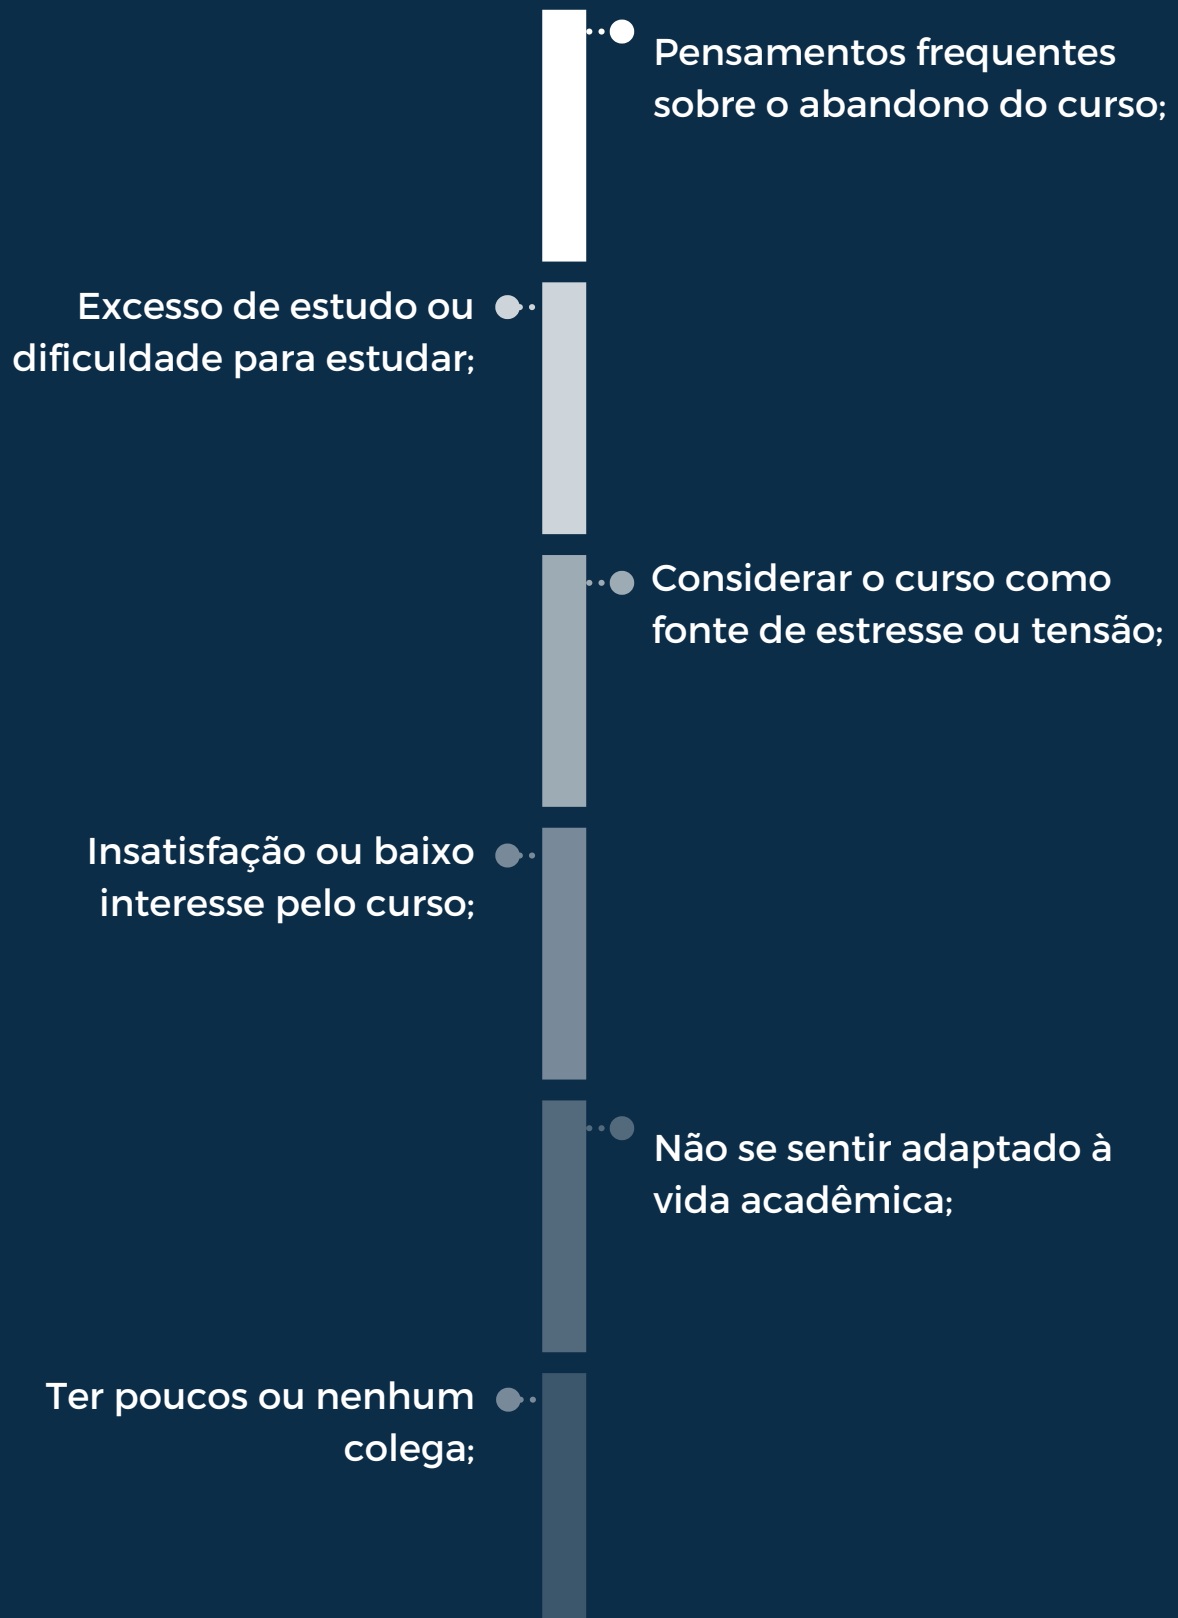 Pensamentos frequentes
sobre o abandono do curso;
Excesso de estudo ou
dificuldade para estudar;
Considerar o curso como
fonte de estresse ou tensão;
Insatisfação ou baixo
interesse pelo curso;
Não se sentir adaptado à
vida acadêmica;
Ter poucos ou nenhum
colega;